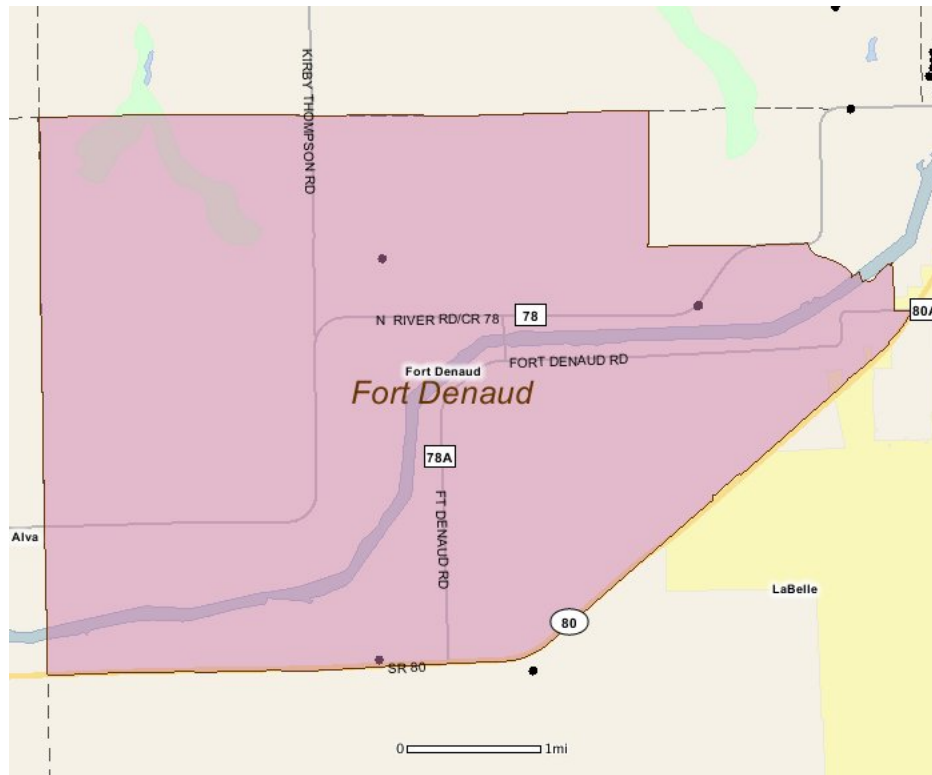 KIRBY THOMPSON RD
N RIVER RD/CR 78
78
80A
FORT DENAUD RD
Fort Denaud
Fort Denaud
78A
FT DENAUD RD
Alva
LaBelle
80
SR 80
0 1mi